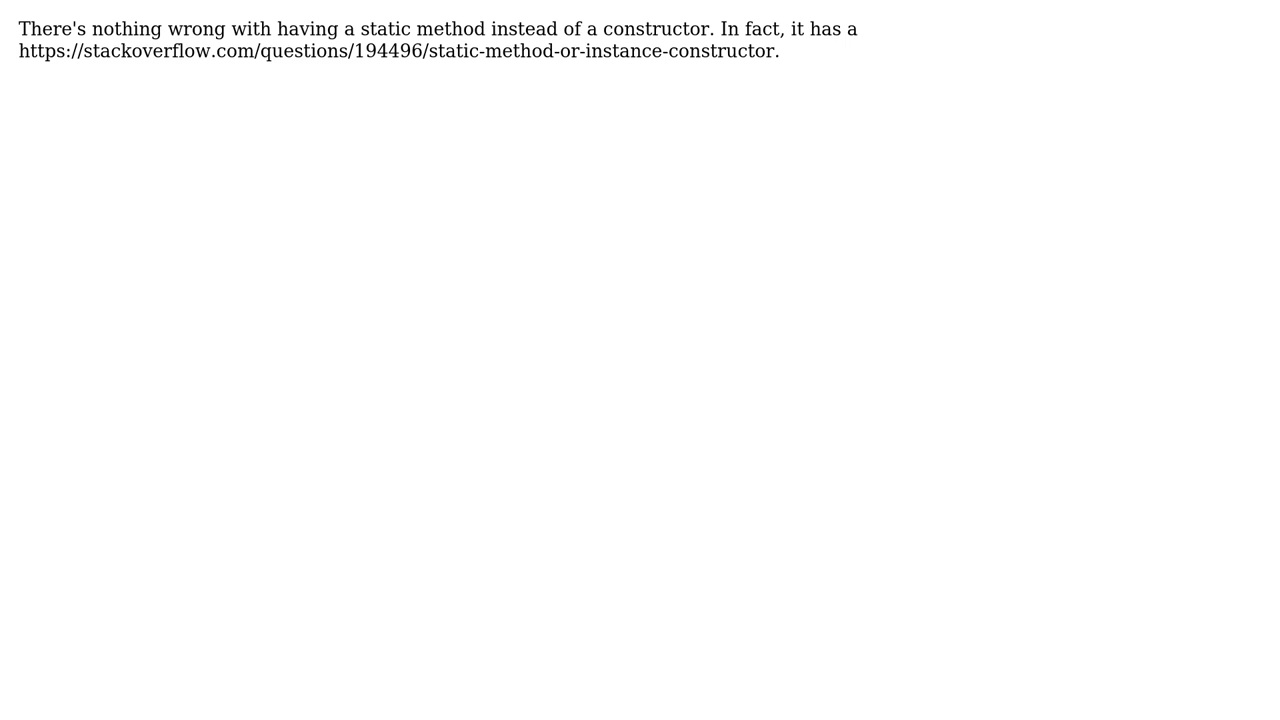 There's nothing wrong with having a static method instead of a constructor. In fact, it has a
https://stackoverflow.com/questions/194496/static-method-or-instance-constructor.